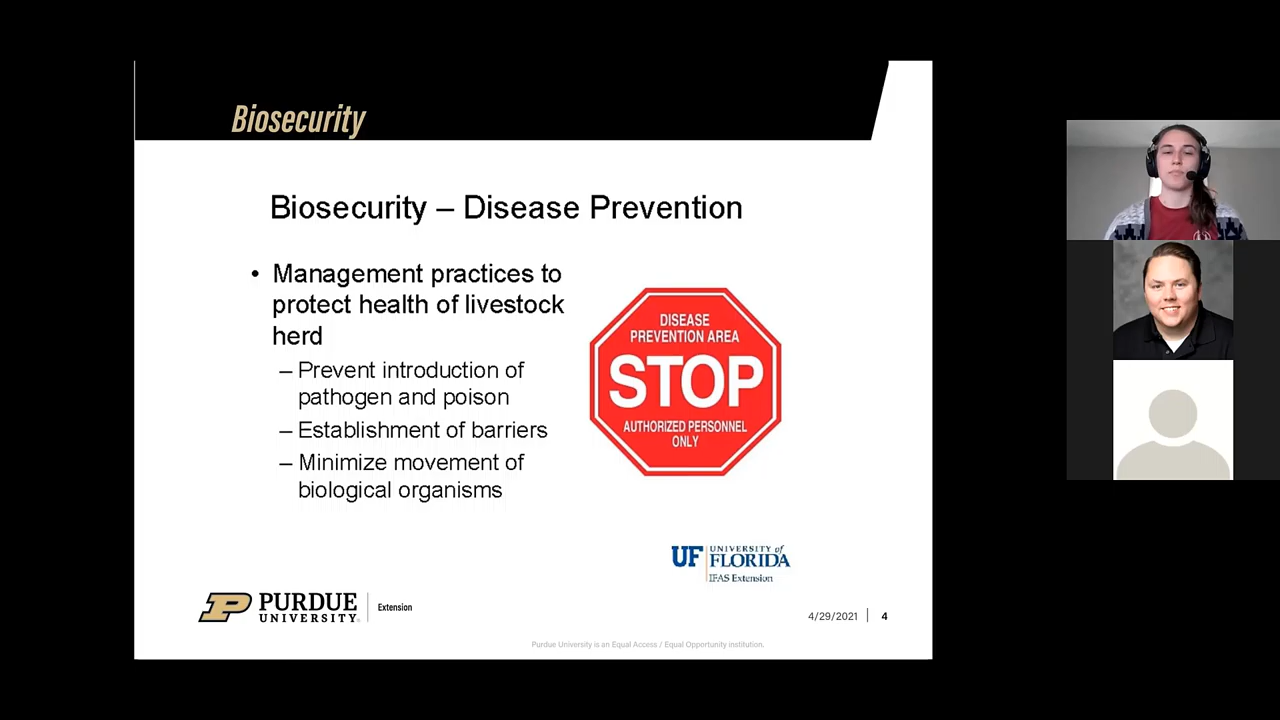 Biosecurity
Biosecurity – Disease Prevention
• Management practices to
protect health of livestock
herd
– Prevent introduction of
pathogen and poison
– Establishment of barriers
– Minimize movement of
biological organisms
DISEASE
PREVENTION AREA
STOP
AUTHORIZED PERSONNEL
ONLY
UF UNIVERSITY of
FLORIDA
IFAS Extension
P PURDUE
UNIVERSITY®
Extension
4/29/2021 4
Purdue University is an Equal Access / Equal Opportunity institution.